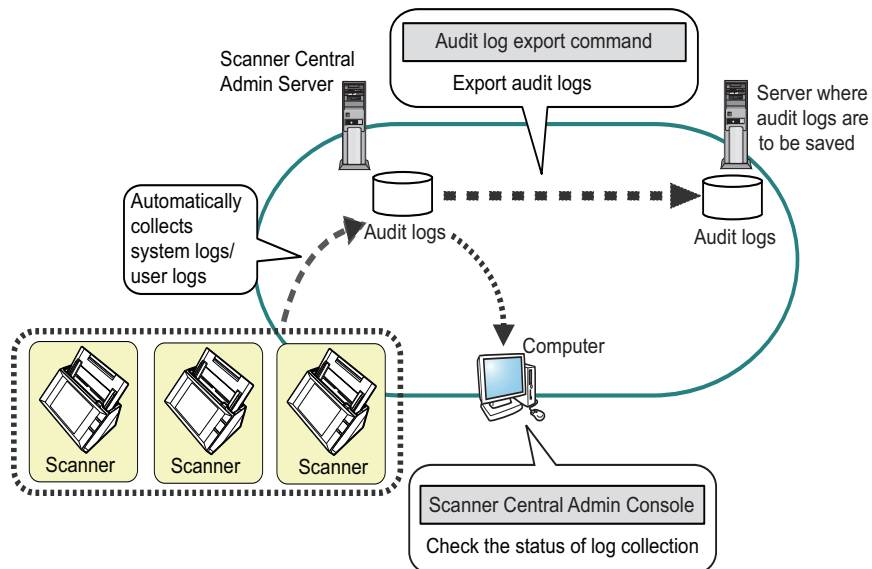 Scanner Central
Admin Server
Audit log export command
Export audit logs
Server where
audit logs are
to be saved
Automatically
collects
system logs/
user logs
Audit logs
Audit logs
Computer
Scanner
Scanner
Scanner
Scanner Central Admin Console
Check the status of log collection